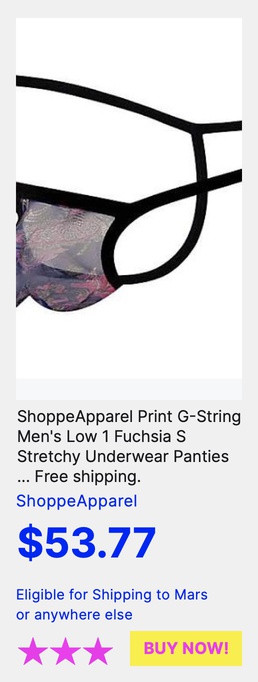 ShoppeApparel Print G-String
Men's Low 1 Fuchsia S
Stretchy Underwear Panties
... Free shipping.
ShoppeApparel
$53.77
Eligible for Shipping to Mars
or anywhere else
BUY NOW!